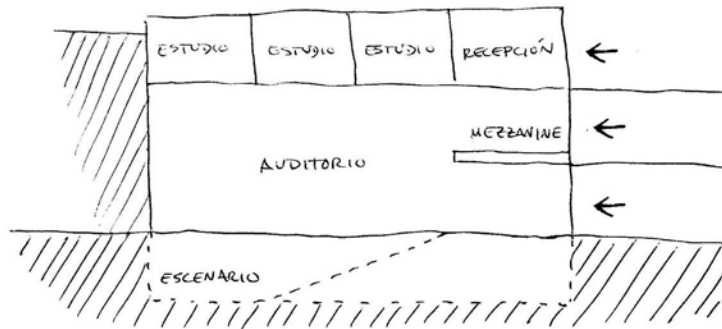 ESTUDIO
ESTUDIO
ESTUDIO
RECEPCIÓN
MEZZANINE
AUDITORIO
ESCENARIO